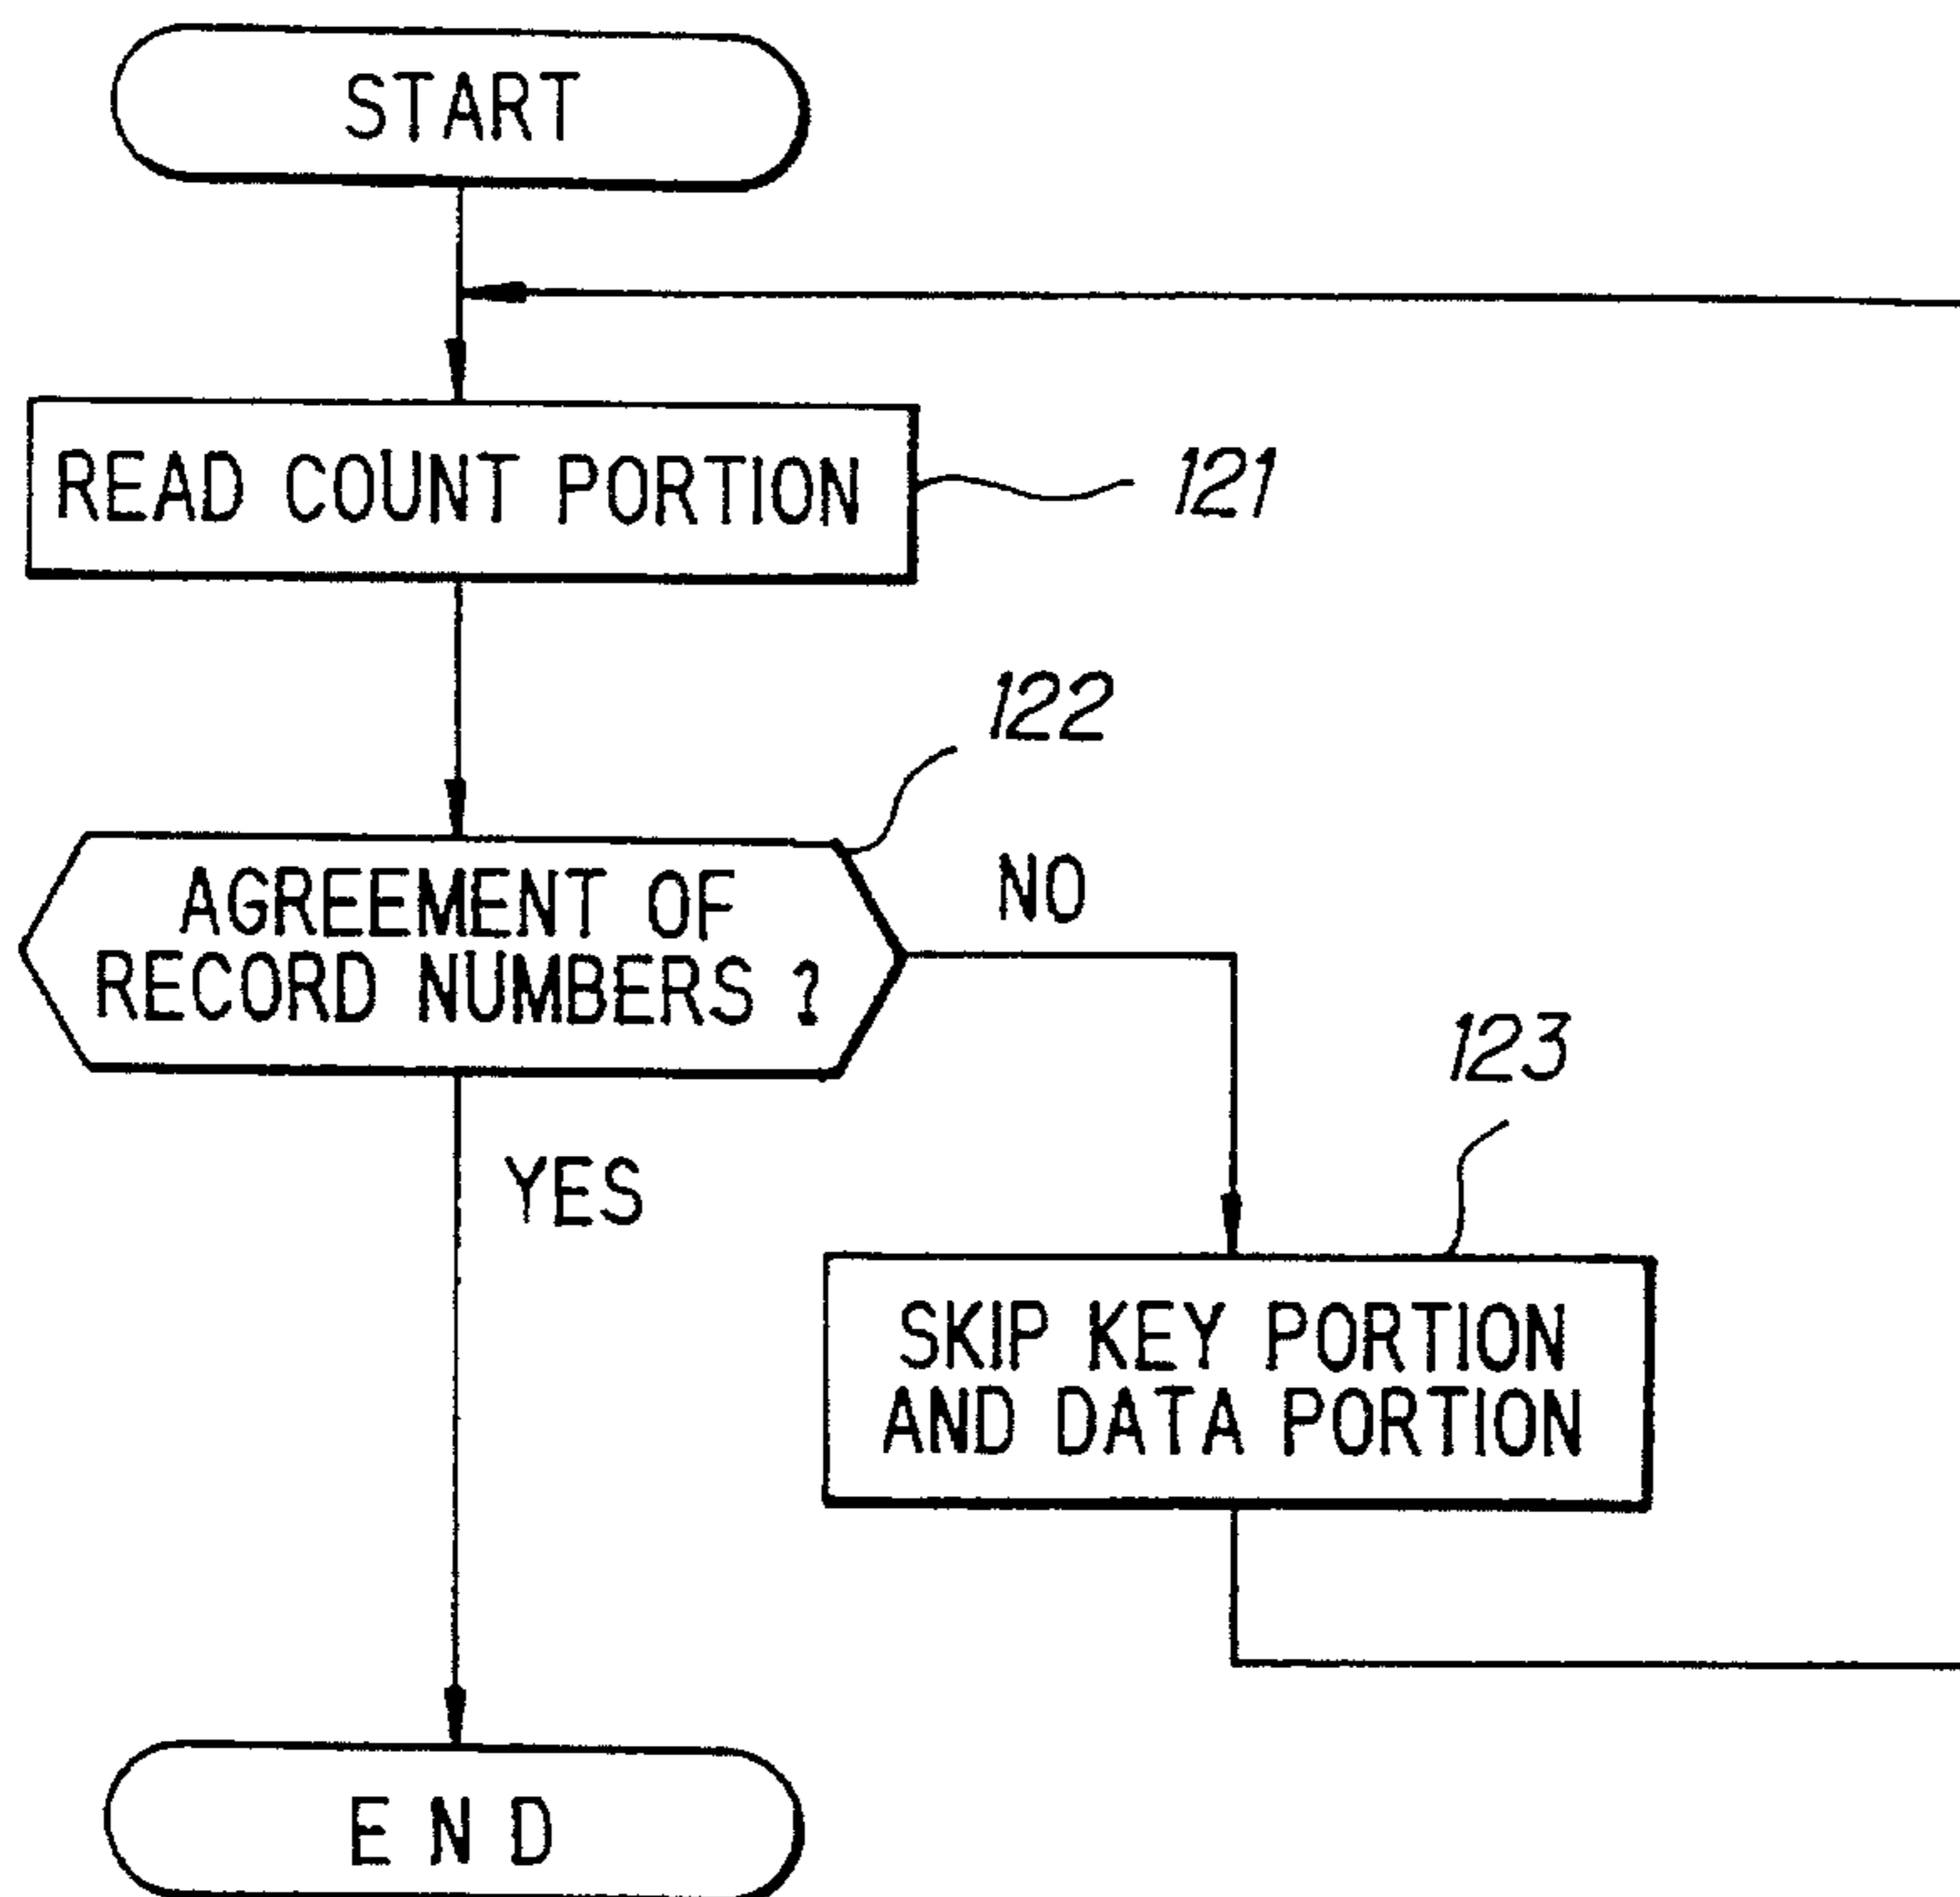 START
READ COUNT PORTION
121
122
AGREEMENT OF
RECORD NUMBERS ?
NO
YES
123
SKIP KEY PORTION
AND DATA PORTION
END